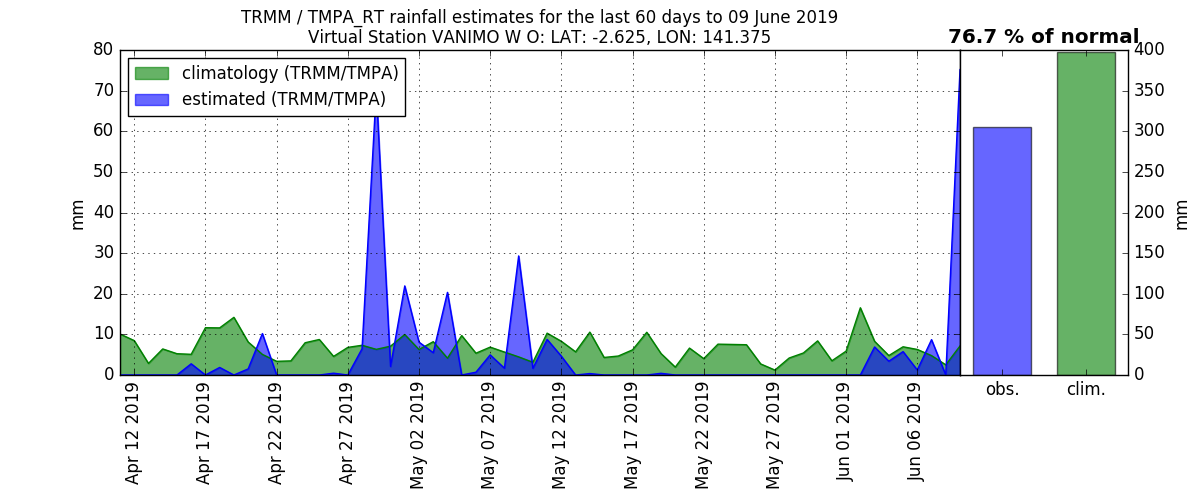 TRMM / TMPA_RT rainfall estimates for the last 60 days to 09 June 2019
Virtual Station VANIMO W O: LAT: -2.625, LON: 141.375
76.7 % of normal
climatology (TRMM/TMPA)
estimated (TRMM/TMPA)
80
70
60
50
40
30
20
10
0
mm
400
350
300
250
200
150
100
50
0
mm
Apr 12 2019
Apr 17 2019
Apr 22 2019
Apr 27 2019
May 02 2019
May 07 2019
May 12 2019
May 17 2019
May 22 2019
May 27 2019
Jun 01 2019
Jun 06 2019
obs.
clim.